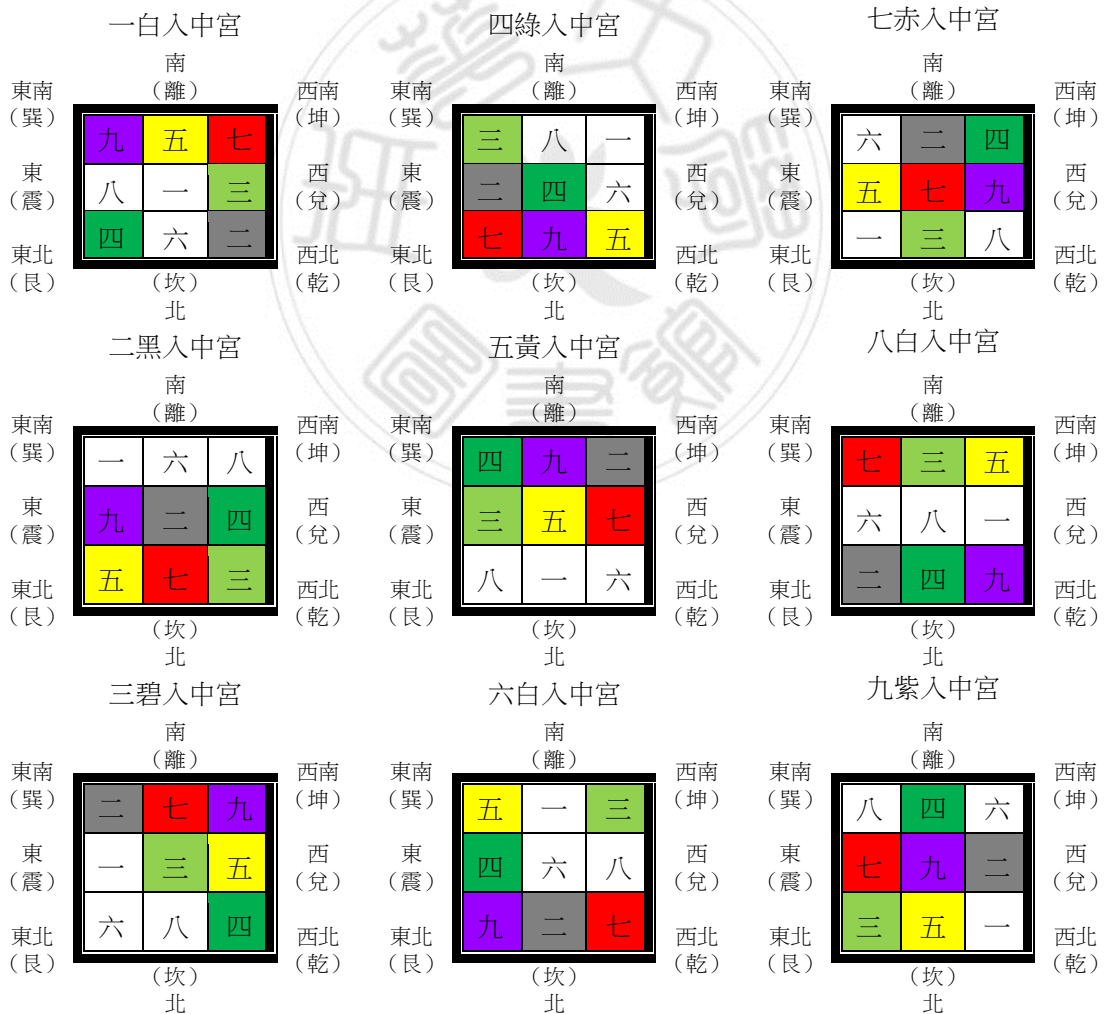 一白入中宮
南
(離)
東南
(巽)
西南
(坤)
九 五 七
東
(震)
八 一 三
西
(兌)
東北
(艮)
四 六 二
西北
(乾)
(坎)
北
四綠入中宮
南
(離)
東南
(巽)
西南
(坤)
三 八 一
東
(震)
二 四 六
西
(兌)
東北
(艮)
七 九 五
西北
(乾)
(坎)
北
七赤入中宮
南
(離)
東南
(巽)
西南
(坤)
六 二 四
東
(震)
五 七 九
西
(兌)
東北
(艮)
一 三 八
西北
(乾)
(坎)
北
二黑入中宮
南
(離)
東南
(巽)
西南
(坤)
一 六 八
東
(震)
九 二 四
西
(兌)
東北
(艮)
五 七 三
西北
(乾)
(坎)
北
五黃入中宮
南
(離)
東南
(巽)
西南
(坤)
四 九 二
東
(震)
三 五 七
西
(兌)
東北
(艮)
八 一 六
西北
(乾)
(坎)
北
八白入中宮
南
(離)
東南
(巽)
西南
(坤)
七 三 五
東
(震)
六 八 一
西
(兌)
東北
(艮)
二 四 九
西北
(乾)
(坎)
北
三碧入中宮
南
(離)
東南
(巽)
西南
(坤)
二 七 九
東
(震)
一 三 五
西
(兌)
東北
(艮)
六 八 四
西北
(乾)
(坎)
北
六白入中宮
南
(離)
東南
(巽)
西南
(坤)
五 一 三
東
(震)
四 六 八
西
(兌)
東北
(艮)
九 二 七
西北
(乾)
(坎)
北
九紫入中宮
南
(離)
東南
(巽)
西南
(坤)
八 四 六
東
(震)
七 九 二
西
(兌)
東北
(艮)
三 五 一
西北
(乾)
(坎)
北